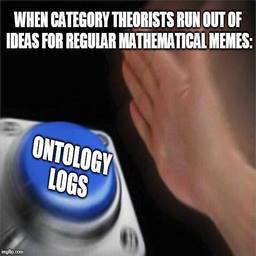 WHEN CATEGORY THEORISTS RUN OUT OF
IDEAS FOR REGULAR MATHEMATICAL MEMES:
ONTOLOGY
LOGS
imgflip.com